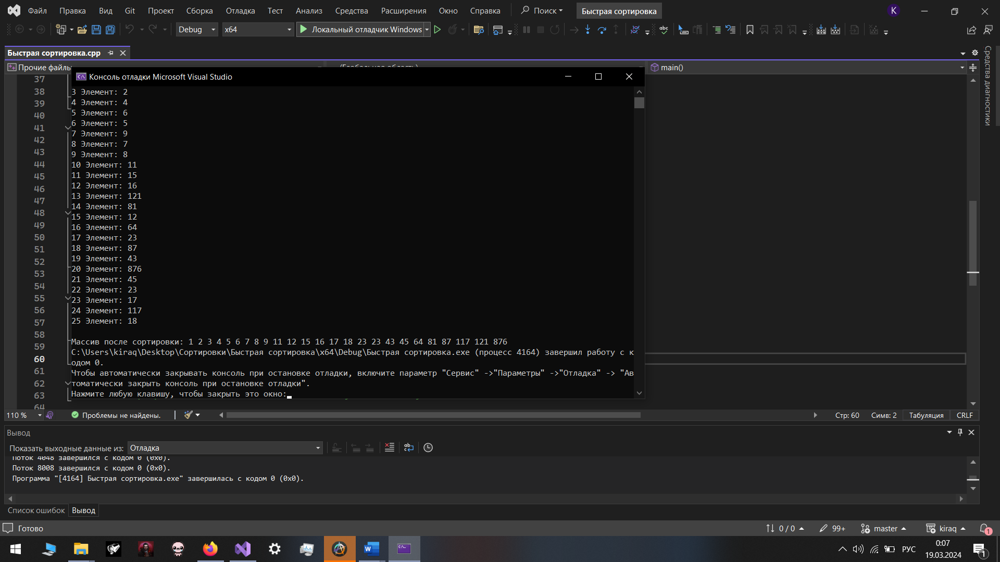 Файл Правка Вид Git Проект Сборка Отладка Тест Анализ Средства Расширения Окно Справка Поиск Быстрая сортировка K
Debug x64 Локальный отладчик Windows
Быстрая сортировка.cpp
Прочие файлы (Глобальная область) main()
Средства диагностики
Консоль отладки Microsoft Visual Studio
37
38
39
40
41
42
43
44
45
46
47
48
49
50
51
52
53
54
55
56
57
58
59
60
61
62
63
64
3 Элемент: 2
4 Элемент: 4
5 Элемент: 6
6 Элемент: 5
7 Элемент: 9
8 Элемент: 7
9 Элемент: 8
10 Элемент: 11
11 Элемент: 15
12 Элемент: 16
13 Элемент: 121
14 Элемент: 81
15 Элемент: 12
16 Элемент: 64
17 Элемент: 23
18 Элемент: 87
19 Элемент: 43
20 Элемент: 876
21 Элемент: 45
22 Элемент: 23
23 Элемент: 17
24 Элемент: 117
25 Элемент: 18
Массив после сортировки: 1 2 3 4 5 6 7 8 9 11 12 15 16 17 18 23 23 43 45 64 81 87 117 121 876
C:\Users\kiraq\Desktop\Сортировки\Быстрая сортировка\x64\Debug\Быстрая сортировка.exe (процесс 4164) завершил работу с к
одом 0.
Чтобы автоматически закрывать консоль при остановке отладки, включите параметр "Сервис" ->"Параметры" ->"Отладка" -> "Ав
томатически закрыть консоль при остановке отладки".
Нажмите любую клавишу, чтобы закрыть это окно:
110 % Проблемы не найдены. Стр: 60 Симв: 2 Табуляция CRLF
Вывод
Показать выходные данные из: Отладка
Поток 4048 завершился с кодом 0 (0x0).
Поток 8008 завершился с кодом 0 (0x0).
Программа "[4164] Быстрая сортировка.exe" завершилась с кодом 0 (0x0).
Список ошибок Вывод
Готово 0 / 0 99+ master kiraq 1
РУС 0:07
19.03.2024 1